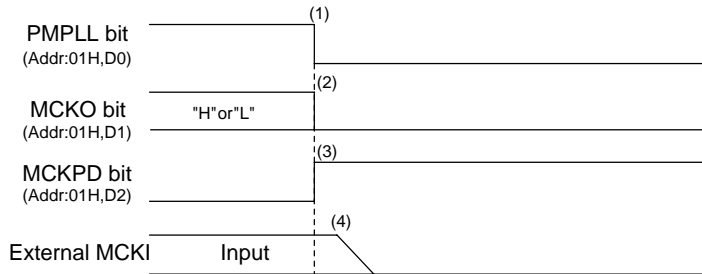 (1)
PMPLL bit
(Addr:01H,D0)
(2)
MCKO bit
"H"or"L"
(Addr:01H,D1)
(3)
MCKPD bit
(Addr:01H,D2)
(4)
External MCKI
Input